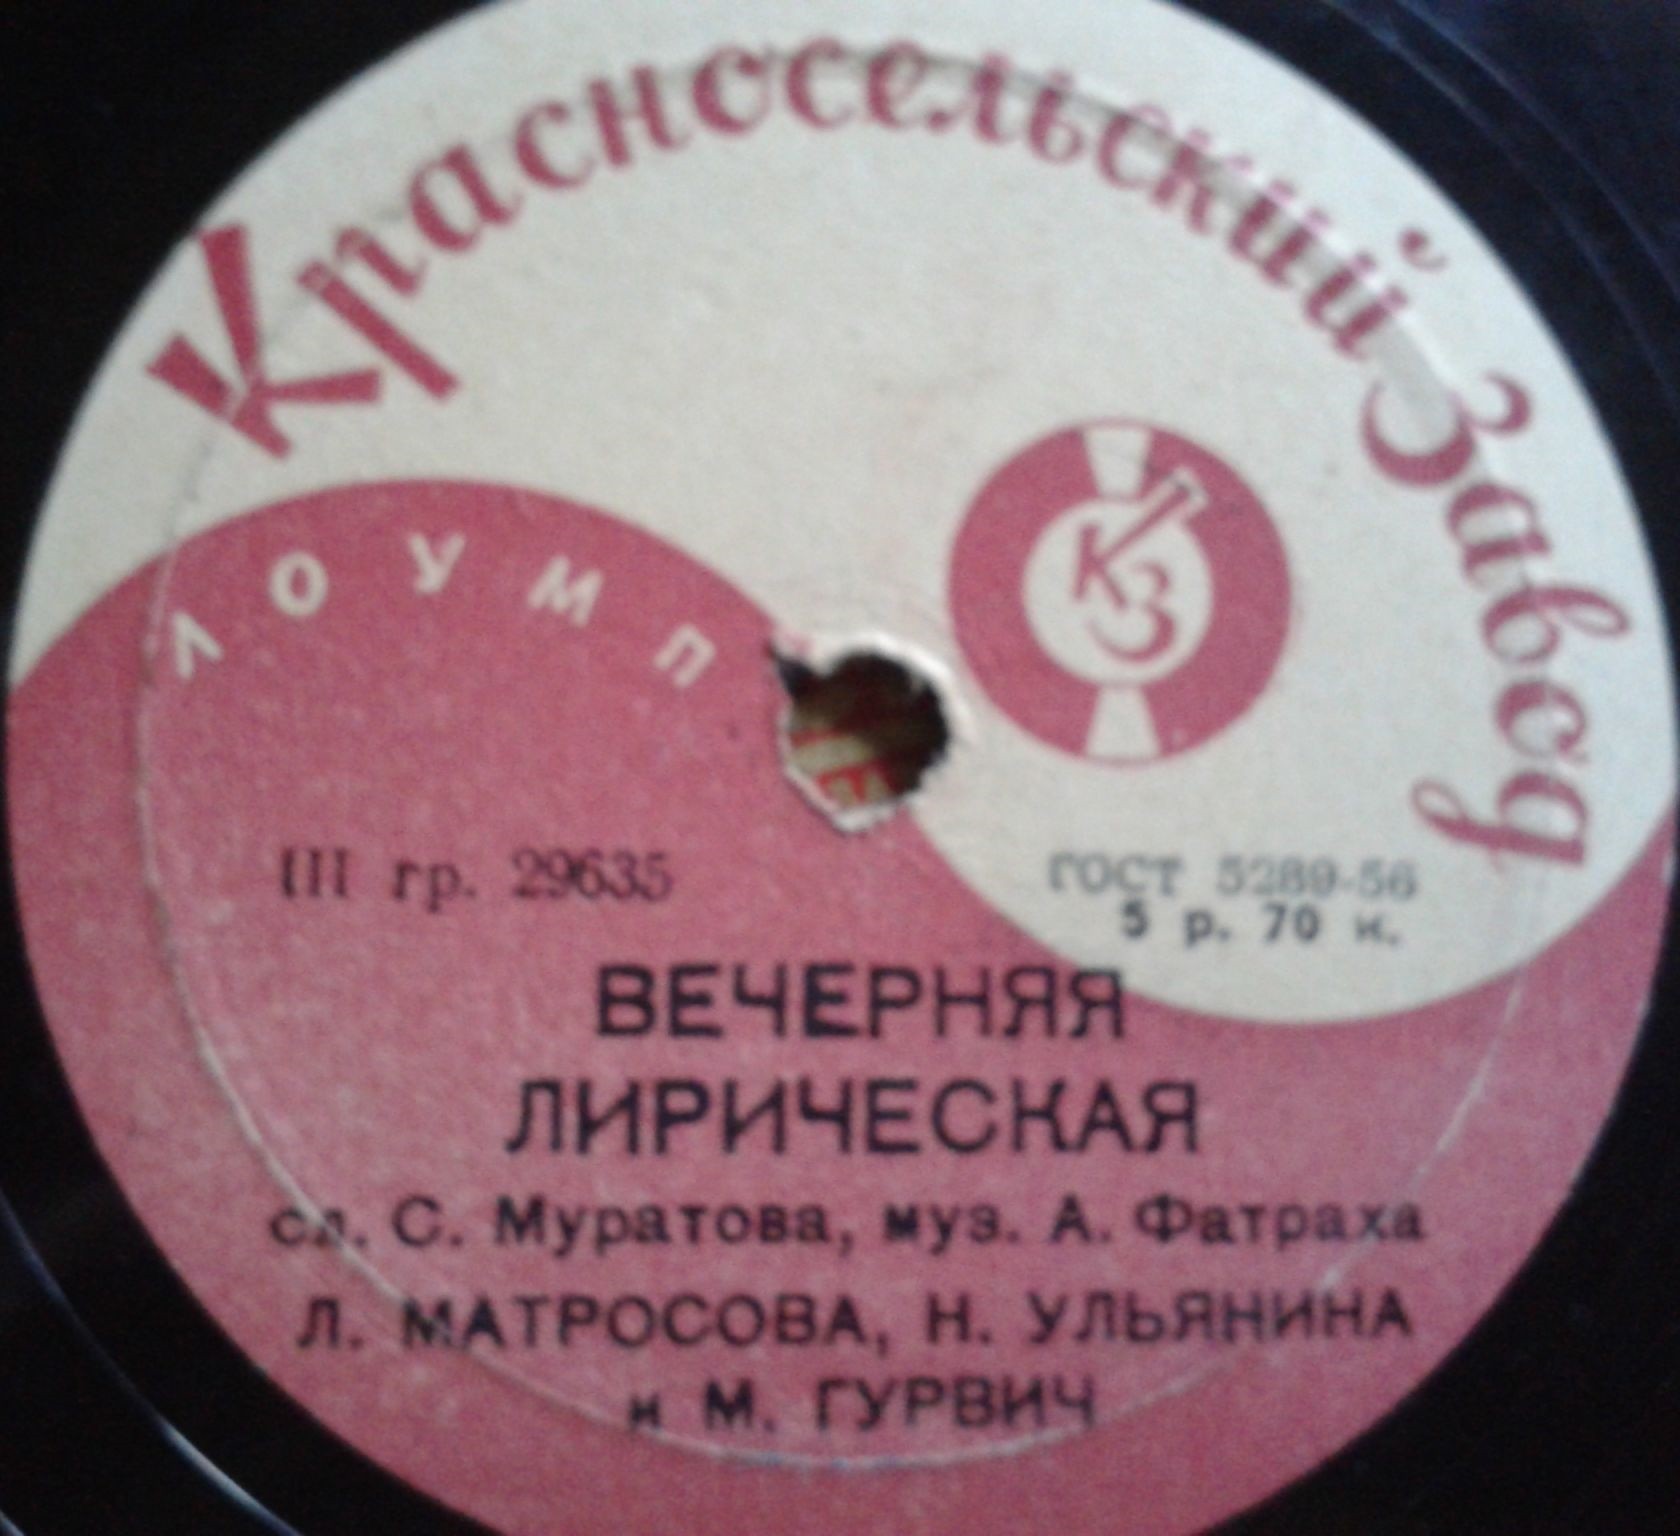 Красносельский Завод
ЛОУМП
КЗ
III гр. 29635
ГОСТ 5289-56
5 р. 70 к.
ВЕЧЕРНЯЯ
ЛИРИЧЕСКАЯ
сл. С. Муратова, муз. А. Фатраха
Л. МАТРОСОВА, Н. УЛЬЯНИНА
и М. ГУРВИЧ